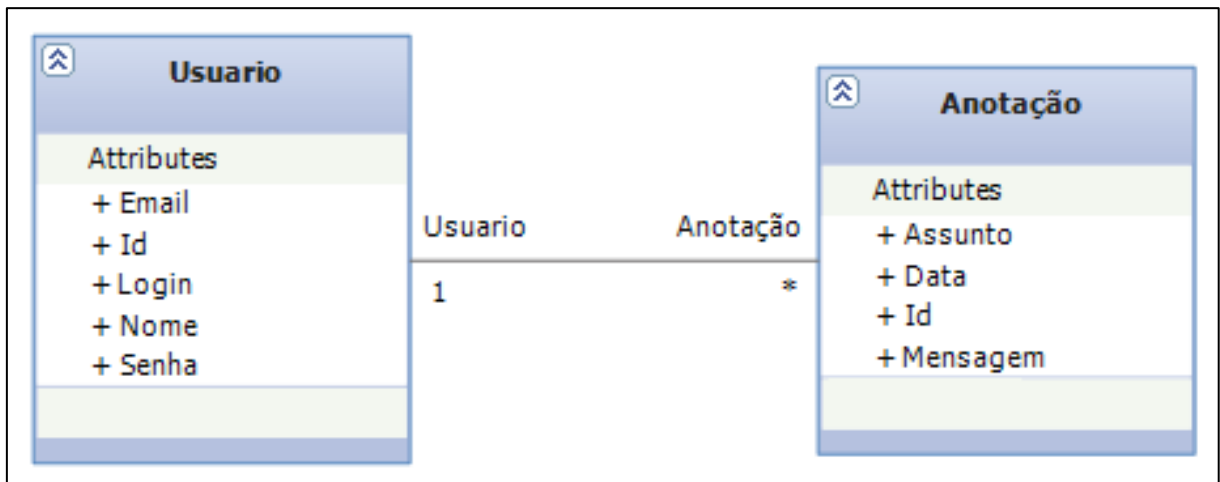 Usuario
Attributes
+ Email
+ Id
+ Login
+ Nome
+ Senha
Usuario
Anotação
1
*
Anotação
Attributes
+ Assunto
+ Data
+ Id
+ Mensagem